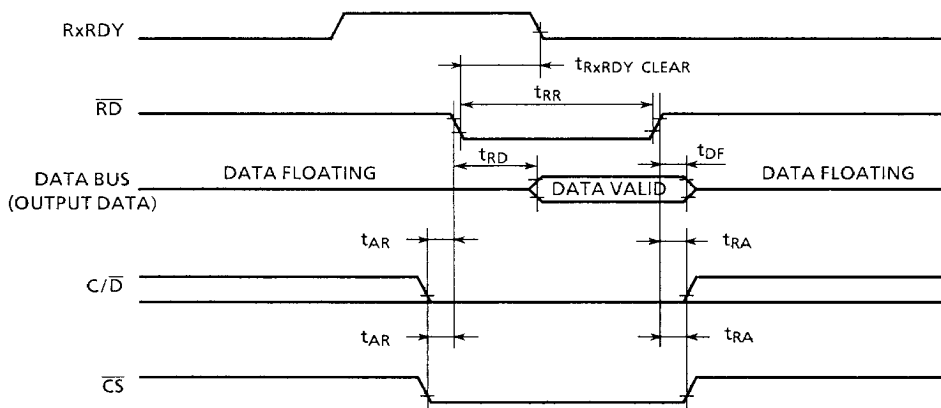 RxRDY
tRxRDY CLEAR
tRR
RD
tRD
tDF
DATA FLOATING
DATA VALID
DATA FLOATING
DATA BUS
(OUTPUT DATA)
tAR
tRA
C/D
tAR
tRA
CS